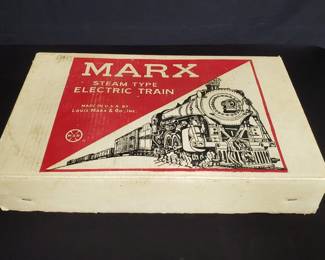 MARX
STEAM TYPE
ELECTRIC TRAIN
MADE IN U.S.A. BY
LOUIS MARX & CO., INC.